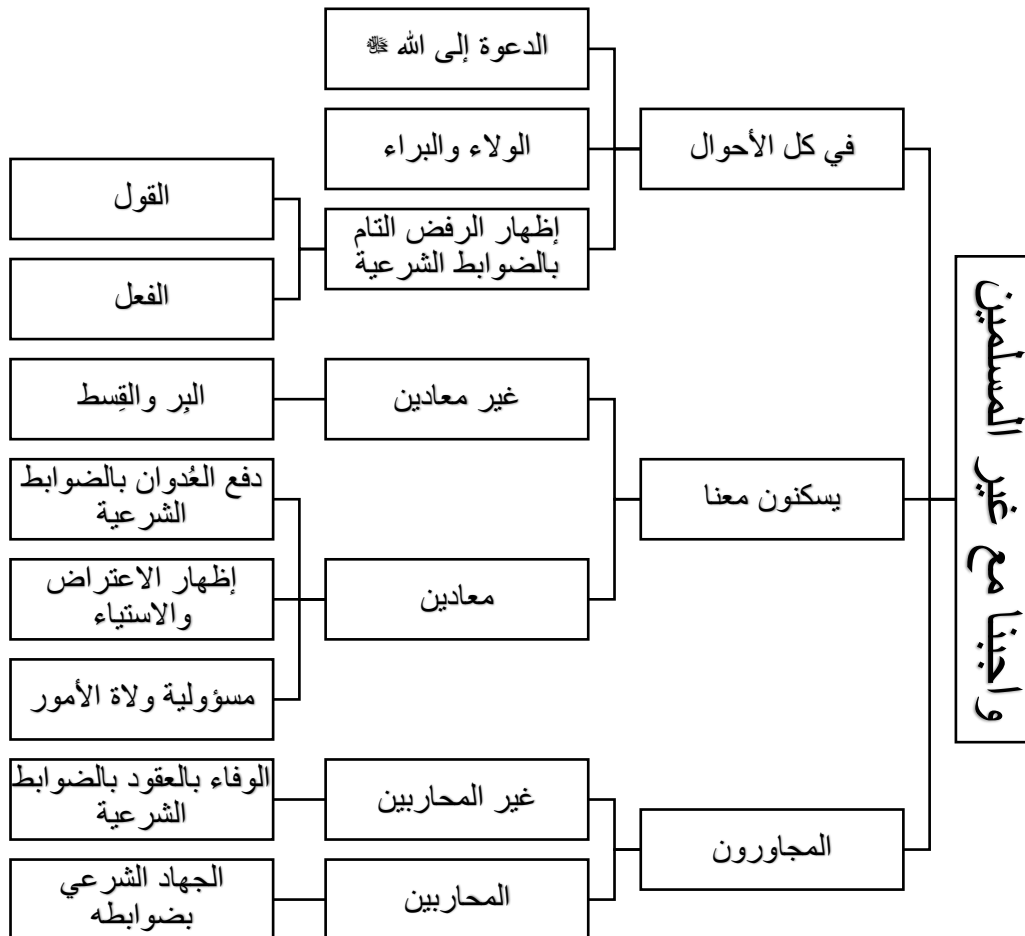 واجبنا مع غير المسلمين
في كل الأحوال
الدعوة إلى الله ﷻ
الولاء والبراء
إظهار الرفض التام
بالضوابط الشرعية
القول
الفعل
يسكنون معنا
غير معادين
البِر والقِسط
معادين
دفع العُدوان بالضوابط
الشرعية
إظهار الاعتراض
والاستياء
مسؤولية ولاة الأمور
المجاورون
غير المحاربين
الوفاء بالعقود بالضوابط
الشرعية
المحاربين
الجهاد الشرعي
بضوابطه